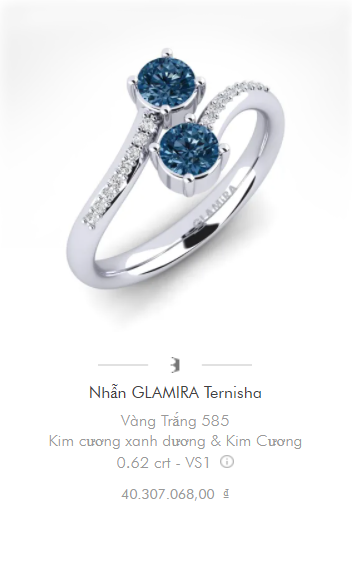 GLAMIRA
Nhẫn GLAMIRA Ternisha
Vàng Trắng 585
Kim cương xanh dương & Kim Cương
0.62 crt - VS1
40.307.068,00 ₫